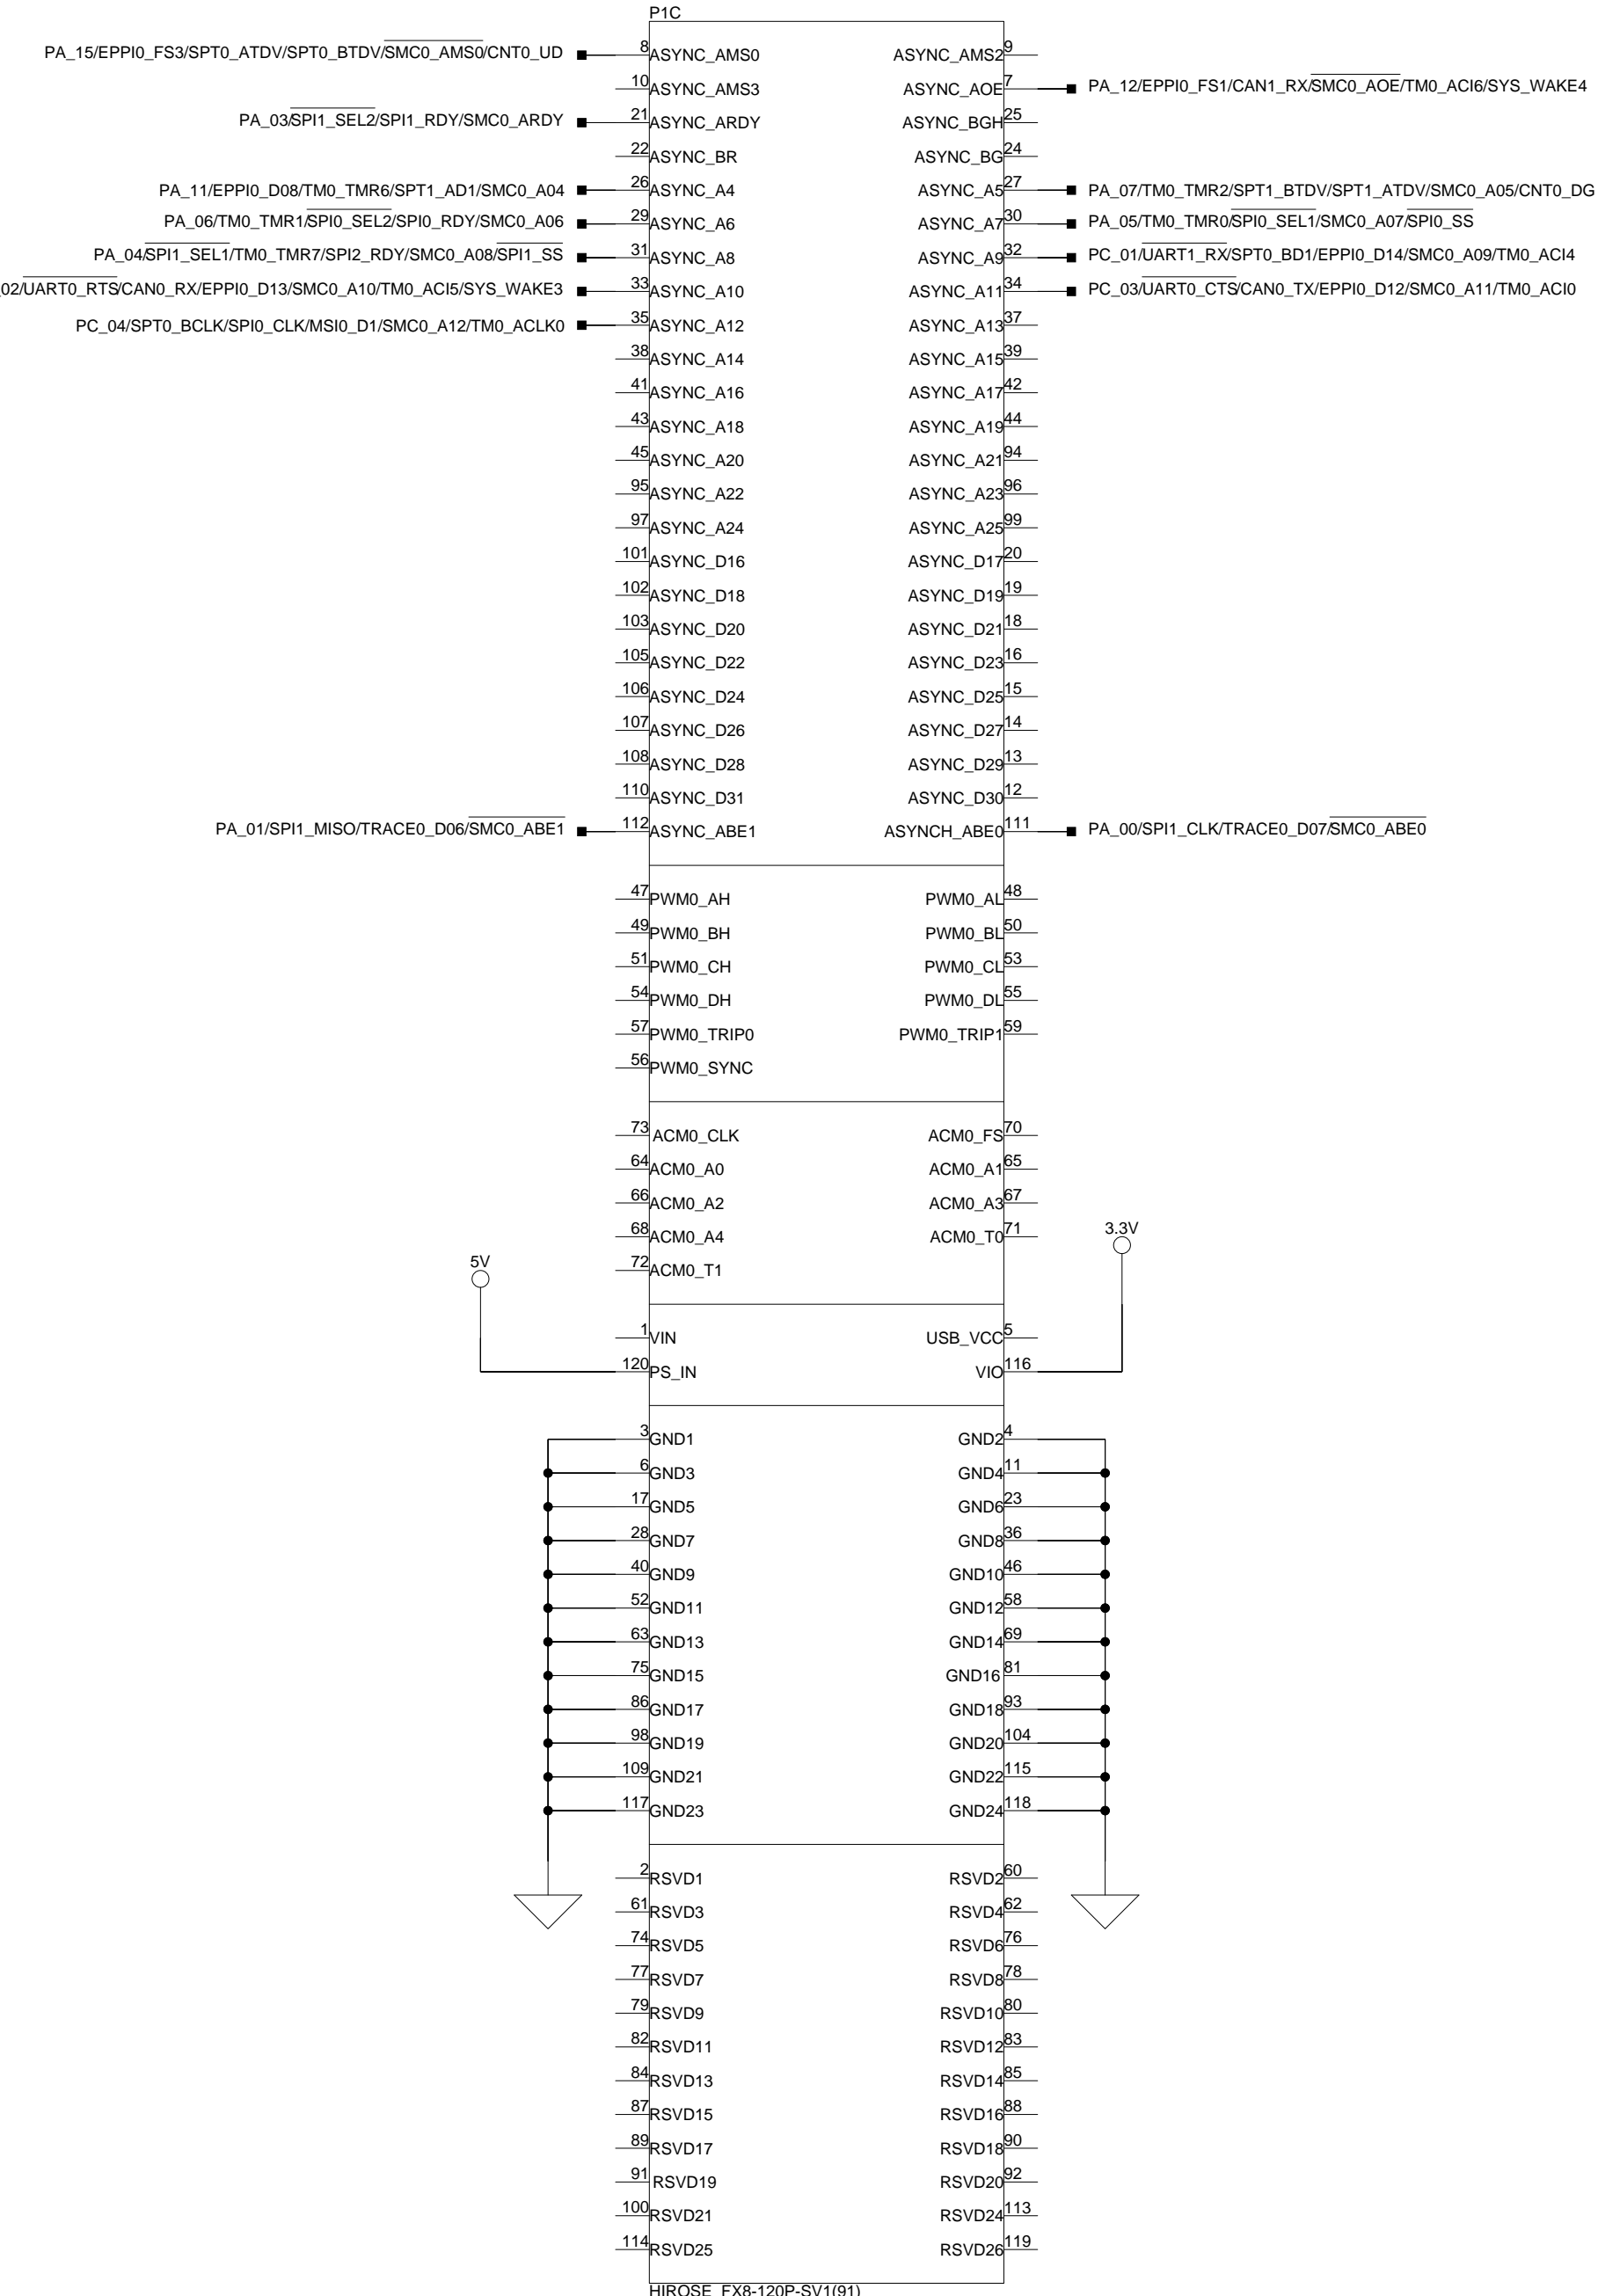 P1C
PA_15/EPPI0_FS3/SPT0_ATDV/SPT0_BTDV/SMC0_AMS0/CNT0_UD 8 ASYNC_AMS0 ASYNC_AMS2 9
10 ASYNC_AMS3 ASYNC_AOE 7 PA_12/EPPI0_FS1/CAN1_RX/SMC0_AOE/TM0_ACI6/SYS_WAKE4
PA_03/SPI1_SEL2/SPI1_RDY/SMC0_ARDY 21 ASYNC_ARDY ASYNC_BGH 25
22 ASYNC_BR ASYNC_BG 24
PA_11/EPPI0_D08/TM0_TMR6/SPT1_AD1/SMC0_A04 26 ASYNC_A4 ASYNC_A5 27 PA_07/TM0_TMR2/SPT1_BTDV/SPT1_ATDV/SMC0_A05/CNT0_DG
PA_06/TM0_TMR1/SPI0_SEL2/SPI0_RDY/SMC0_A06 29 ASYNC_A6 ASYNC_A7 30 PA_05/TM0_TMR0/SPI0_SEL1/SMC0_A07/SPI0_SS
PA_04/SPI1_SEL1/TM0_TMR7/SPI2_RDY/SMC0_A08/SPI1_SS 31 ASYNC_A8 ASYNC_A9 32 PC_01/UART1_RX/SPT0_BD1/EPPI0_D14/SMC0_A09/TM0_ACI4
02/UART0_RTS/CAN0_RX/EPPI0_D13/SMC0_A10/TM0_ACI5/SYS_WAKE3 33 ASYNC_A10 ASYNC_A11 34 PC_03/UART0_CTS/CAN0_TX/EPPI0_D12/SMC0_A11/TM0_ACI0
PC_04/SPT0_BCLK/SPI0_CLK/MSI0_D1/SMC0_A12/TM0_ACLK0 35 ASYNC_A12 ASYNC_A13 37
38 ASYNC_A14 ASYNC_A15 39
41 ASYNC_A16 ASYNC_A17 42
43 ASYNC_A18 ASYNC_A19 44
45 ASYNC_A20 ASYNC_A21 94
95 ASYNC_A22 ASYNC_A23 96
97 ASYNC_A24 ASYNC_A25 99
101 ASYNC_D16 ASYNC_D17 20
102 ASYNC_D18 ASYNC_D19 19
103 ASYNC_D20 ASYNC_D21 18
105 ASYNC_D22 ASYNC_D23 16
106 ASYNC_D24 ASYNC_D25 15
107 ASYNC_D26 ASYNC_D27 14
108 ASYNC_D28 ASYNC_D29 13
110 ASYNC_D31 ASYNC_D30 12
PA_01/SPI1_MISO/TRACE0_D06/SMC0_ABE1 112 ASYNC_ABE1 ASYNCH_ABE0 111 PA_00/SPI1_CLK/TRACE0_D07/SMC0_ABE0
47 PWM0_AH PWM0_AL 48
49 PWM0_BH PWM0_BL 50
51 PWM0_CH PWM0_CL 53
54 PWM0_DH PWM0_DL 55
57 PWM0_TRIP0 PWM0_TRIP1 59
56 PWM0_SYNC
73 ACM0_CLK ACM0_FS 70
64 ACM0_A0 ACM0_A1 65
66 ACM0_A2 ACM0_A3 67
68 ACM0_A4 ACM0_T0 71
3.3V
5V
72 ACM0_T1
1 VIN USB_VCC 5
120 PS_IN VIO 116
3 GND1 GND2 4
6 GND3 GND4 11
17 GND5 GND6 23
28 GND7 GND8 36
40 GND9 GND10 46
52 GND11 GND12 58
63 GND13 GND14 69
75 GND15 GND16 81
86 GND17 GND18 93
98 GND19 GND20 104
109 GND21 GND22 115
117 GND23 GND24 118
2 RSVD1 RSVD2 60
61 RSVD3 RSVD4 62
74 RSVD5 RSVD6 76
77 RSVD7 RSVD8 78
79 RSVD9 RSVD10 80
82 RSVD11 RSVD12 83
84 RSVD13 RSVD14 85
87 RSVD15 RSVD16 88
89 RSVD17 RSVD18 90
91 RSVD19 RSVD20 92
100 RSVD21 RSVD24 113
114 RSVD25 RSVD26 119
HIROSE_FX8-120P-SV1(91)